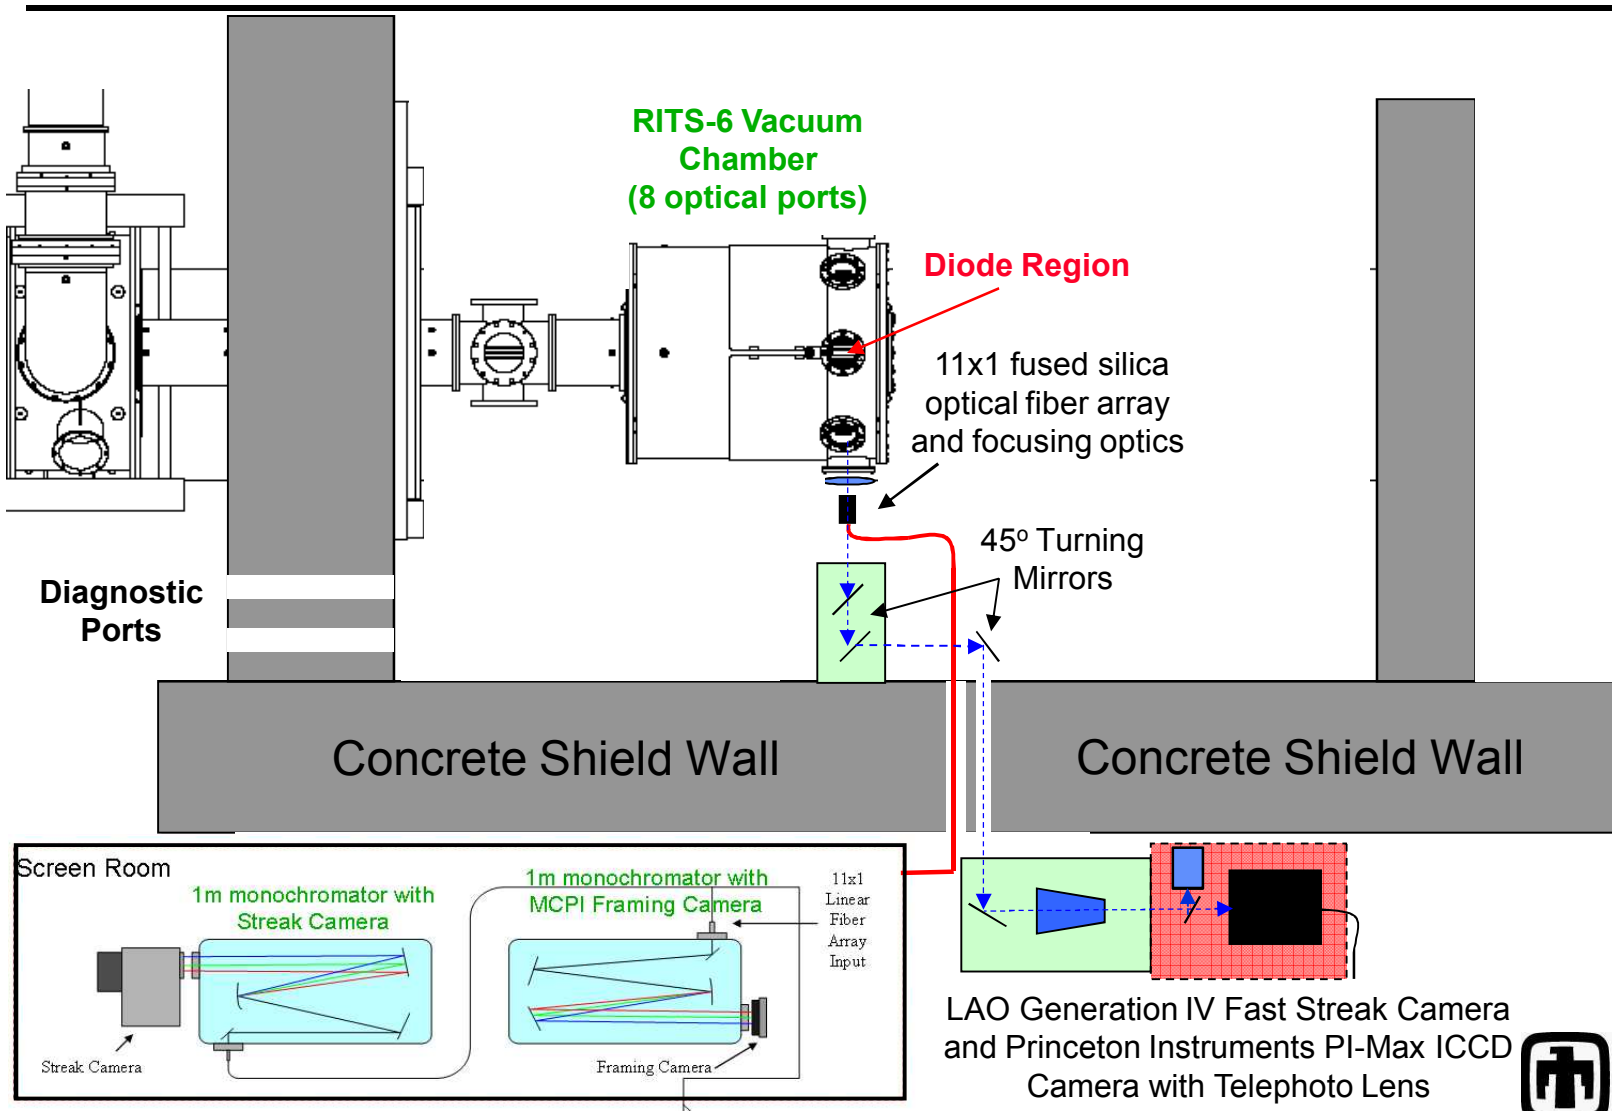 RITS-6 Vacuum
Chamber
(8 optical ports)
Diode Region
11x1 fused silica
optical fiber array
and focusing optics
45º Turning
Mirrors
Diagnostic
Ports
Concrete Shield Wall
Concrete Shield Wall
Screen Room
1m monochromator with
Streak Camera
1m monochromator with
MCPI Framing Camera
11x1
Linear
Fiber
Array
Input
Streak Camera
Framing Camera
LAO Generation IV Fast Streak Camera
and Princeton Instruments PI-Max ICCD
Camera with Telephoto Lens